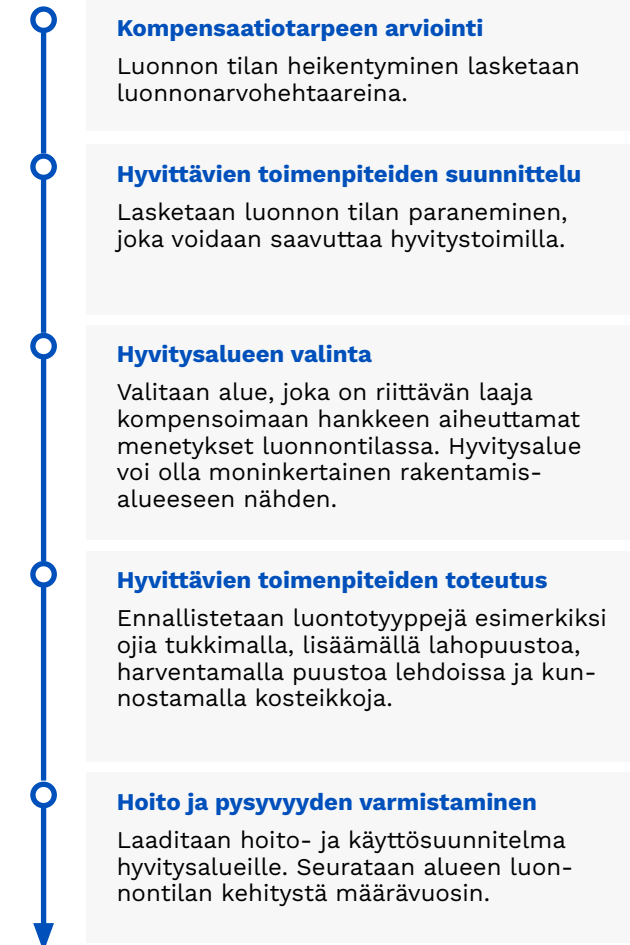 Kompensaatiotarpeen arviointi
Luonnon tilan heikentyminen lasketaan
luonnonarvohehtaareina.
Hyvittävien toimenpiteiden suunnittelu
Lasketaan luonnon tilan paraneminen,
joka voidaan saavuttaa hyvitystoimilla.
Hyvitysalueen valinta
Valitaan alue, joka on riittävän laaja
kompensoimaan hankkeen aiheuttamat
menetykset luonnontilassa. Hyvitysalue
voi olla moninkertainen rakentamis-
alueeseen nähden.
Hyvittävien toimenpiteiden toteutus
Ennallistetaan luontotyyppejä esimerkiksi
ojia tukkimalla, lisäämällä lahopuustoa,
harventamalla puustoa lehdoissa ja kun-
nostamalla kosteikkoja.
Hoito ja pysyvyyden varmistaminen
Laaditaan hoito- ja käyttösuunnitelma
hyvitysalueille. Seurataan alueen luon-
nontilan kehitystä määrävuosin.